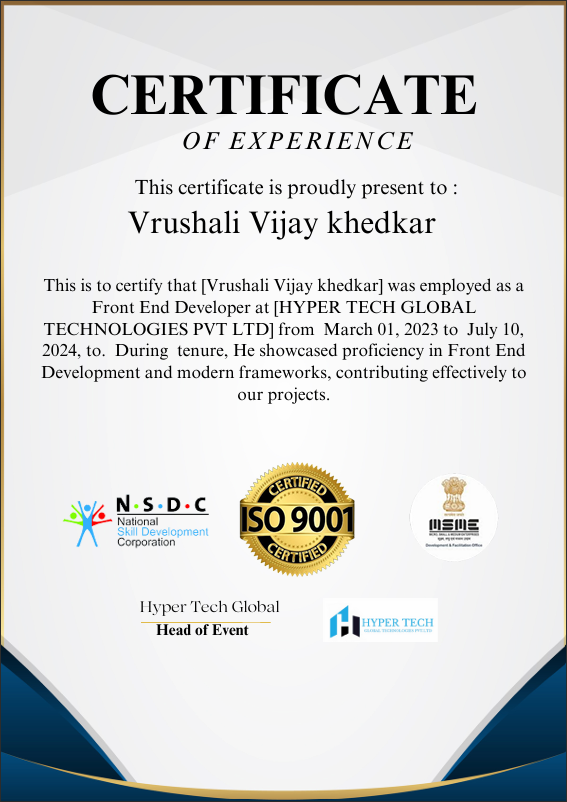 CERTIFICATE
OF EXPERIENCE
This certificate is proudly present to :
Vrushali Vijay khedkar
This is to certify that [Vrushali Vijay khedkar] was employed as a
Front End Developer at [HYPER TECH GLOBAL
TECHNOLOGIES PVT LTD] from  March 01, 2023 to  July 10,
2024, to.  During  tenure, He showcased proficiency in Front End
Development and modern frameworks, contributing effectively to
our projects.
N·S·D·C
National
Skill Development
Corporation
CERTIFIED
ISO 9001
CERTIFIED
MSME
MICRO, SMALL & MEDIUM ENTERPRISES
Development & Facilitation Office
Hyper Tech Global
Head of Event
HYPER TECH
GLOBAL TECHNOLOGIES PVT LTD